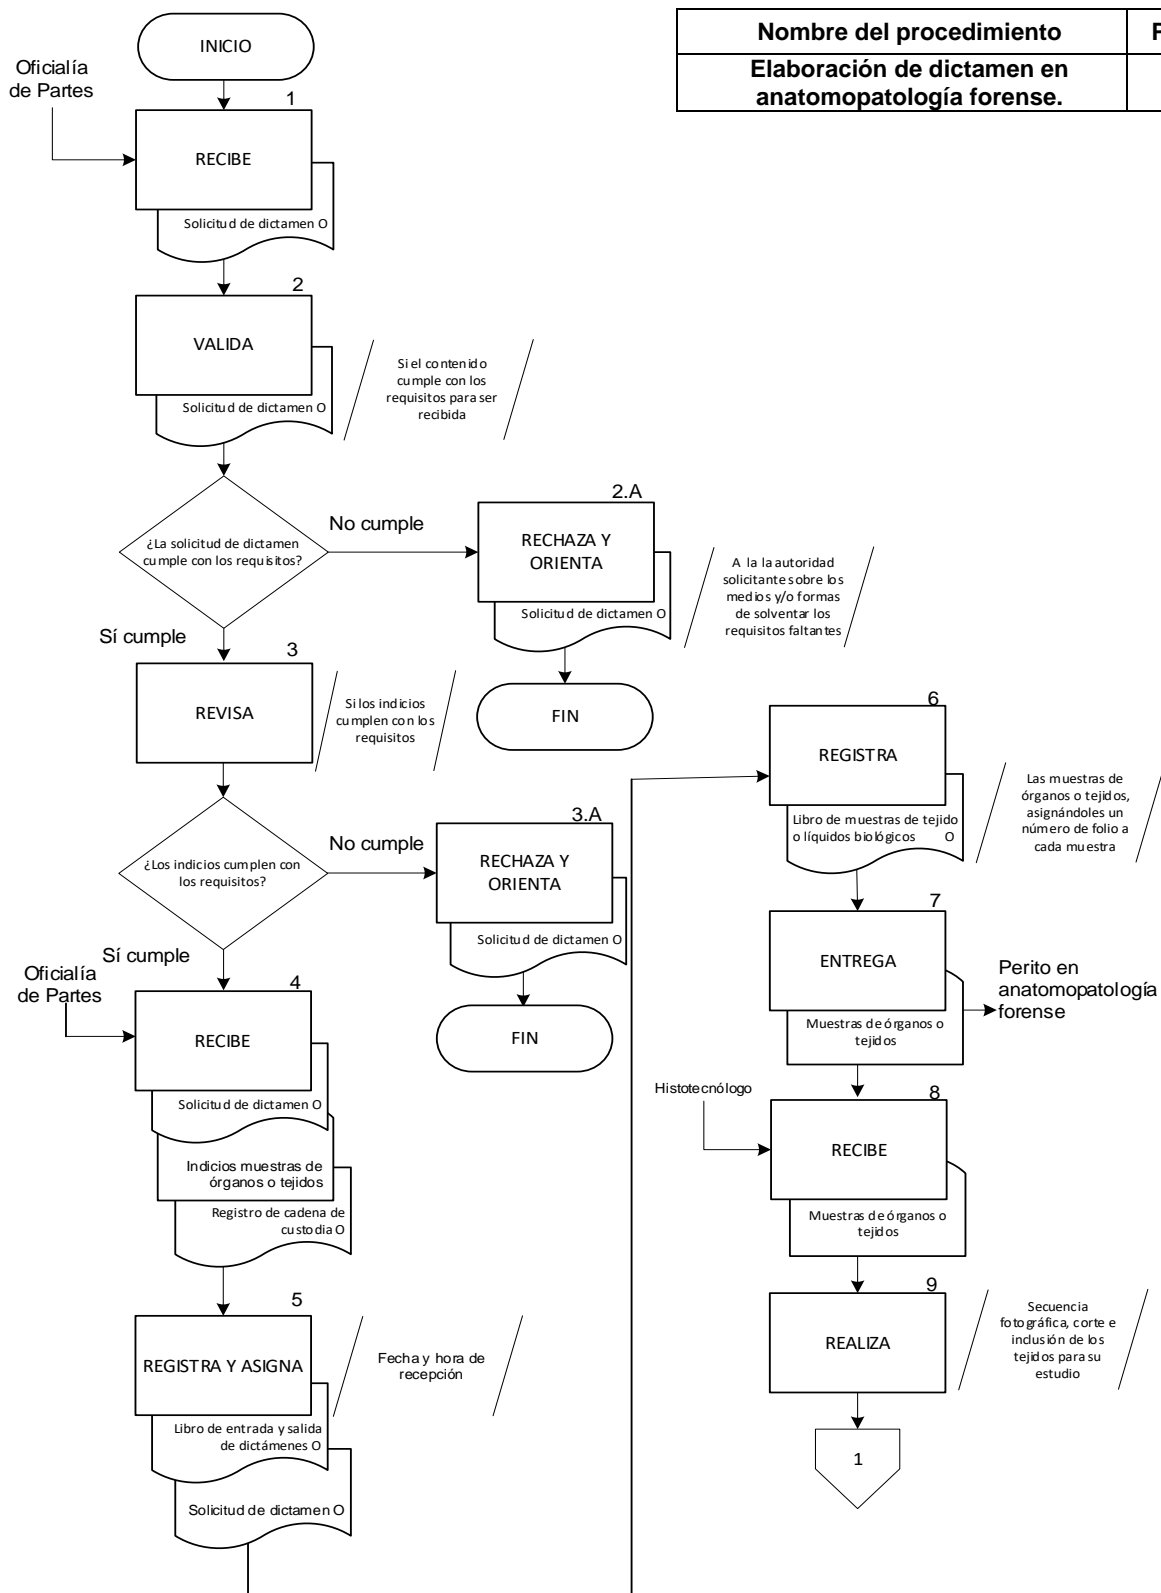 INICIO
Oficialía
de Partes
1
RECIBE
Solicitud de dictamen O
2
VALIDA
Solicitud de dictamen O
Si el contenido
cumple con los
requisitos para ser
recibida
¿La solicitud de dictamen
cumple con los requisitos?
No cumple
2.A
RECHAZA Y
ORIENTA
Solicitud de dictamen O
A la la autoridad
solicitante sobre los
medios y/o formas
de solventar los
requisitos faltantes
FIN
Sí cumple
3
REVISA
Si los indicios
cumplen con los
requisitos
¿Los indicios cumplen con
los requisitos?
No cumple
3.A
RECHAZA Y
ORIENTA
Solicitud de dictamen O
FIN
Sí cumple
Oficialía
de Partes
4
RECIBE
Solicitud de dictamen O
Indicios muestras de
órganos o tejidos
Registro de cadena de
custodia O
5
REGISTRA Y ASIGNA
Fecha y hora de
recepción
Libro de entrada y salida
de dictámenes O
Solicitud de dictamen O
Nombre del procedimiento
P
Elaboración de dictamen en
anatomopatología forense.
6
REGISTRA
Libro de muestras de tejido
o líquidos biológicos O
Las muestras de
órganos o tejidos,
asignándoles un
número de folio a
cada muestra
7
ENTREGA
Muestras de órganos o
tejidos
Perito en
anatomopatología
forense
Histotecnólogo
8
RECIBE
Muestras de órganos o
tejidos
9
REALIZA
Secuencia
fotográfica, corte e
inclusión de los
tejidos para su
estudio
1